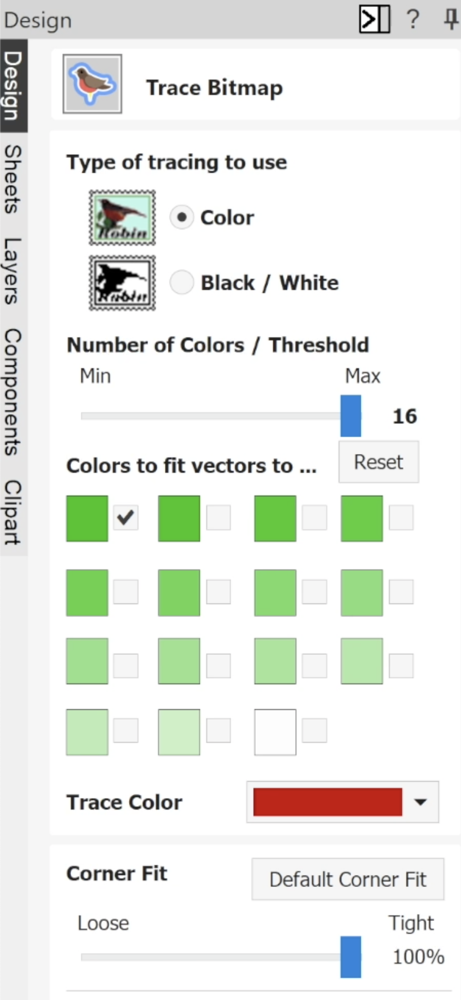 Design
?
Design
Sheets
Layers
Components
Clipart
Trace Bitmap
Type of tracing to use
Robin
Color
Robin
Black / White
Number of Colors / Threshold
Min Max
16
Colors to fit vectors to ...
Reset
Trace Color
Corner Fit
Default Corner Fit
Loose Tight
100%